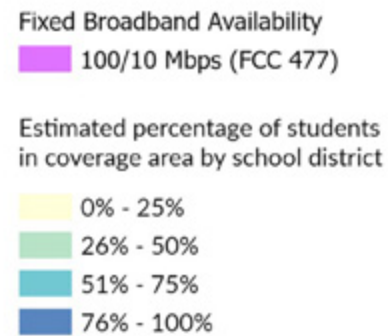 Fixed Broadband Availability
100/10 Mbps (FCC 477)
Estimated percentage of students
in coverage area by school district
0% - 25%
26% - 50%
51% - 75%
76% - 100%